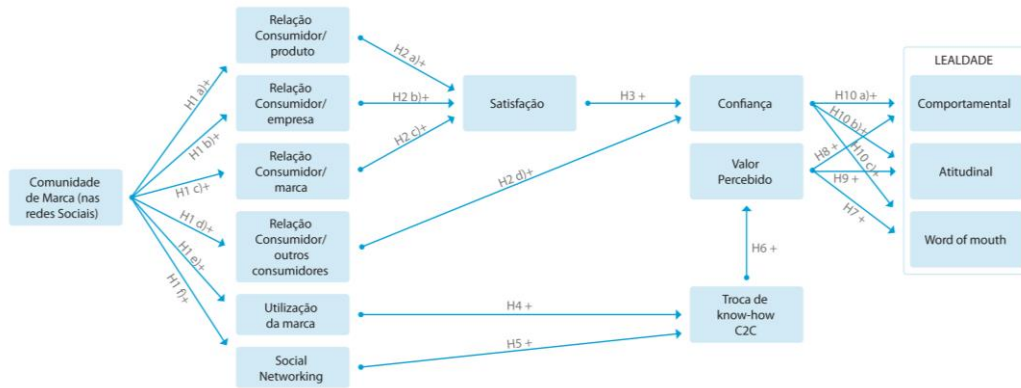 Comunidade
de Marca (nas
redes Sociais)
H1 a)+
H1 b)+
H1 c)+
H1 d)+
H1 e)+
H1 f)+
Relação
Consumidor/
produto
Relação
Consumidor/
empresa
Relação
Consumidor/
marca
Relação
Consumidor/
outros
consumidores
Utilização
da marca
Social
Networking
H2 a)+
H2 b)+
H2 c)+
H2 d)+
H4 +
H5 +
Satisfação
H3 +
Confiança
Valor
Percebido
H6 +
Troca de
know-how
C2C
H10 a)+
H10 b)+
H10 c)+
H8 +
H9 +
H7 +
LEALDADE
Comportamental
Atitudinal
Word of mouth